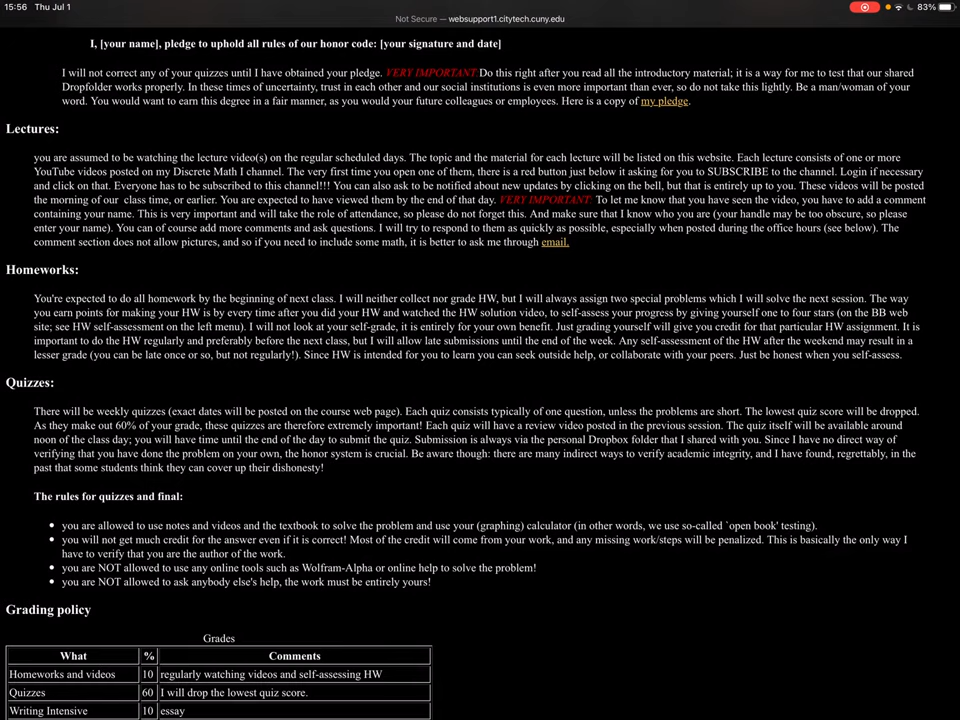 15:56 Thu Jul 1
83%
Not Secure — websupport1.citytech.cuny.edu
I, [your name], pledge to uphold all rules of our honor code: [your signature and date]
I will not correct any of your quizzes until I have obtained your pledge. VERY IMPORTANT Do this right after you read all the introductory material; it is a way for me to test that our shared
Dropfolder works properly. In these times of uncertainty, trust in each other and our social institutions is even more important than ever, so do not take this lightly. Be a man/woman of your
word. You would want to earn this degree in a fair manner, as you would your future colleagues or employees. Here is a copy of my pledge.
Lectures:
you are assumed to be watching the lecture video(s) on the regular scheduled days. The topic and the material for each lecture will be listed on this website. Each lecture consists of one or more
YouTube videos posted on my Discrete Math I channel. The very first time you open one of them, there is a red button just below it asking for you to SUBSCRIBE to the channel. Login if necessary
and click on that. Everyone has to be subscribed to this channel!!! You can also ask to be notified about new updates by clicking on the bell, but that is entirely up to you. These videos will be posted
the morning of our class time, or earlier. You are expected to have viewed them by the end of that day. VERY IMPORTANT: To let me know that you have seen the video, you have to add a comment
containing your name. This is very important and will take the role of attendance, so please do not forget this. And make sure that I know who you are (your handle may be too obscure, so please
enter your name). You can of course add more comments and ask questions. I will try to respond to them as quickly as possible, especially when posted during the office hours (see below). The
comment section does not allow pictures, and so if you need to include some math, it is better to ask me through email.
Homeworks:
You're expected to do all homework by the beginning of next class. I will neither collect nor grade HW, but I will always assign two special problems which I will solve the next session. The way
you earn points for making your HW is by every time after you did your HW and watched the HW solution video, to self-assess your progress by giving yourself one to four stars (on the BB web
site; see HW self-assessment on the left menu). I will not look at your self-grade, it is entirely for your own benefit. Just grading yourself will give you credit for that particular HW assignment. It is
important to do the HW regularly and preferably before the next class, but I will allow late submissions until the end of the week. Any self-assessment of the HW after the weekend may result in a
lesser grade (you can be late once or so, but not regularly!). Since HW is intended for you to learn you can seek outside help, or collaborate with your peers. Just be honest when you self-assess.
Quizzes:
There will be weekly quizzes (exact dates will be posted on the course web page). Each quiz consists typically of one question, unless the problems are short. The lowest quiz score will be dropped.
As they make out 60% of your grade, these quizzes are therefore extremely important! Each quiz will have a review video posted in the previous session. The quiz itself will be available around
noon of the class day; you will have time until the end of the day to submit the quiz. Submission is always via the personal Dropbox folder that I shared with you. Since I have no direct way of
verifying that you have done the problem on your own, the honor system is crucial. Be aware though: there are many indirect ways to verify academic integrity, and I have found, regrettably, in the
past that some students think they can cover up their dishonesty!
The rules for quizzes and final:
you are allowed to use notes and videos and the textbook to solve the problem and use your (graphing) calculator (in other words, we use so-called `open book' testing).
you will not get much credit for the answer even if it is correct! Most of the credit will come from your work, and any missing work/steps will be penalized. This is basically the only way I
have to verify that you are the author of the work.
you are NOT allowed to use any online tools such as Wolfram-Alpha or online help to solve the problem!
you are NOT allowed to ask anybody else's help, the work must be entirely yours!
Grading policy
Grades
What % Comments
Homeworks and videos 10 regularly watching videos and self-assessing HW
Quizzes 60 I will drop the lowest quiz score.
Writing Intensive 10 essay